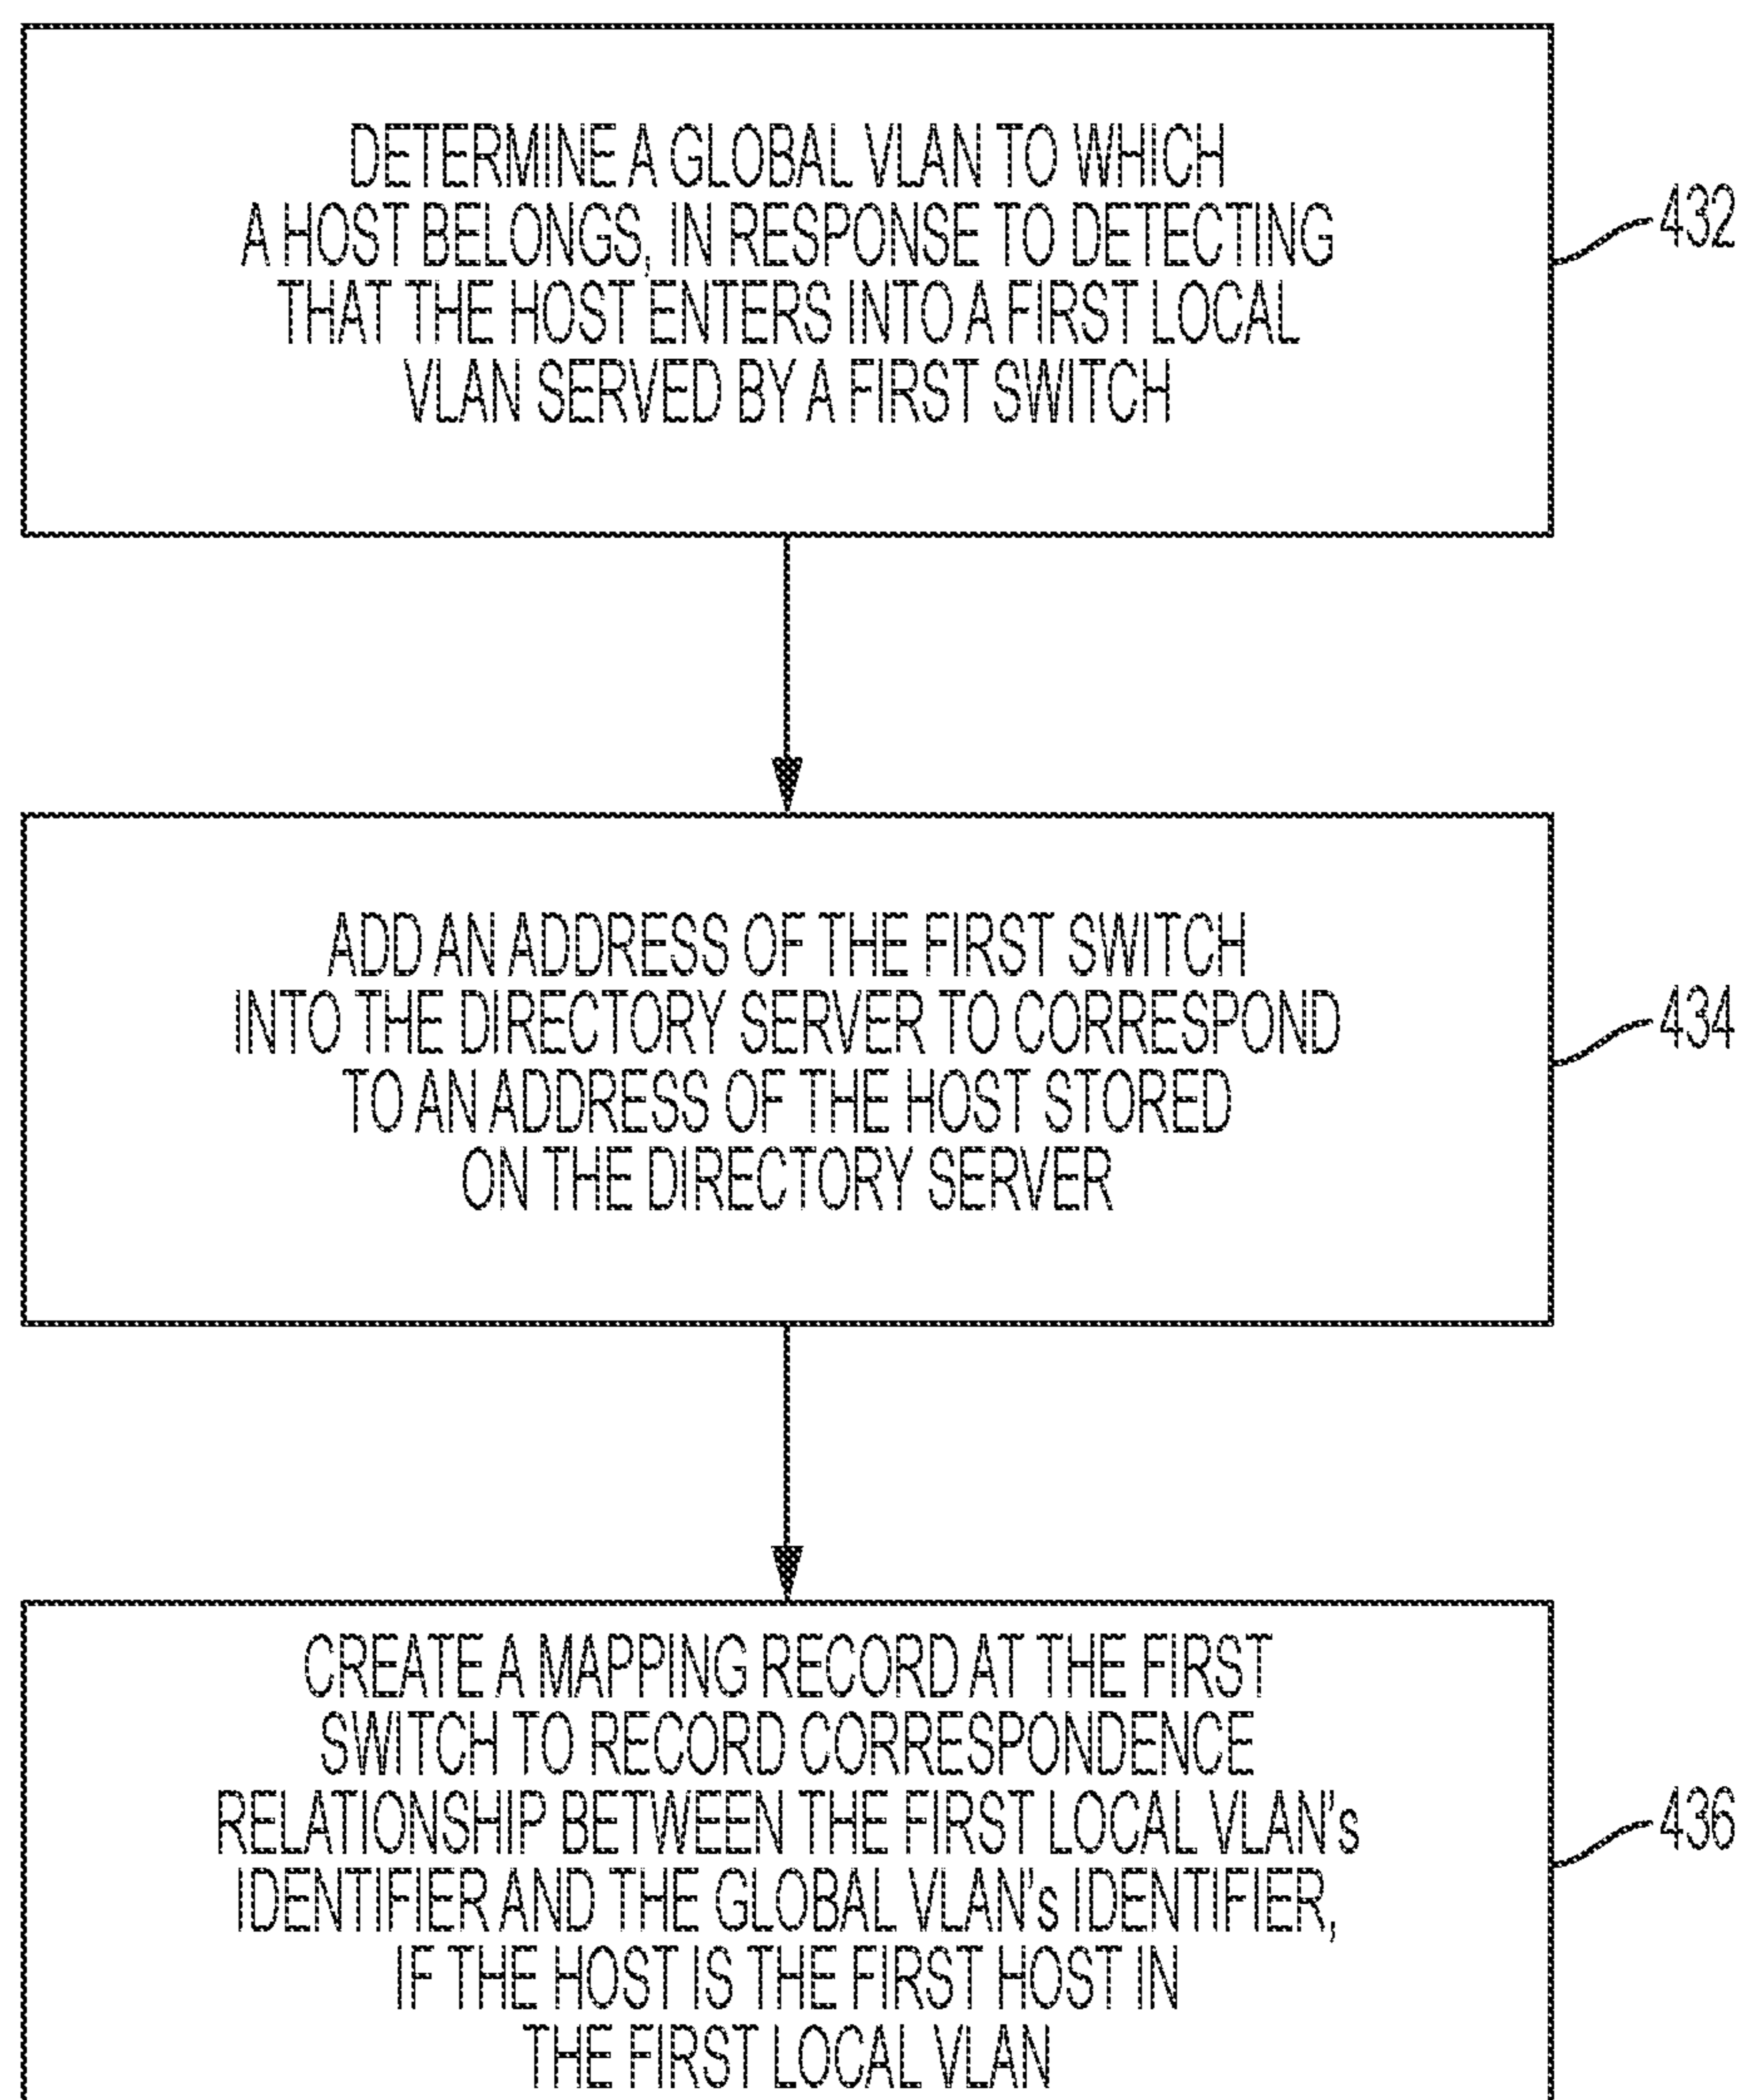 DETERMINE A GLOBAL VLAN TO WHICH
A HOST BELONGS, IN RESPONSE TO DETECTING
THAT THE HOST ENTERS INTO A FIRST LOCAL
VLAN SERVED BY A FIRST SWITCH
432
ADD AN ADDRESS OF THE FIRST SWITCH
INTO THE DIRECTORY SERVER TO CORRESPOND
TO AN ADDRESS OF THE HOST STORED
ON THE DIRECTORY SERVER
434
CREATE A MAPPING RECORD AT THE FIRST
SWITCH TO RECORD CORRESPONDENCE
RELATIONSHIP BETWEEN THE FIRST LOCAL VLAN's
IDENTIFIER AND THE GLOBAL VLAN's IDENTIFIER,
IF THE HOST IS THE FIRST HOST IN
THE FIRST LOCAL VLAN
436